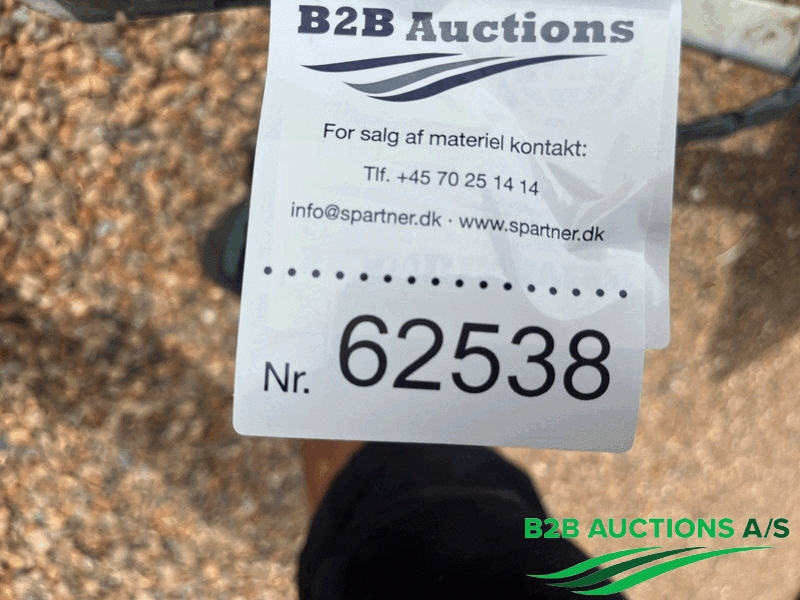 B2B Auctions
For salg af materiel kontakt:
Tlf. +45 70 25 14 14
info@spartner.dk · www.spartner.dk
Nr. 62538
B2B AUCTIONS A/S